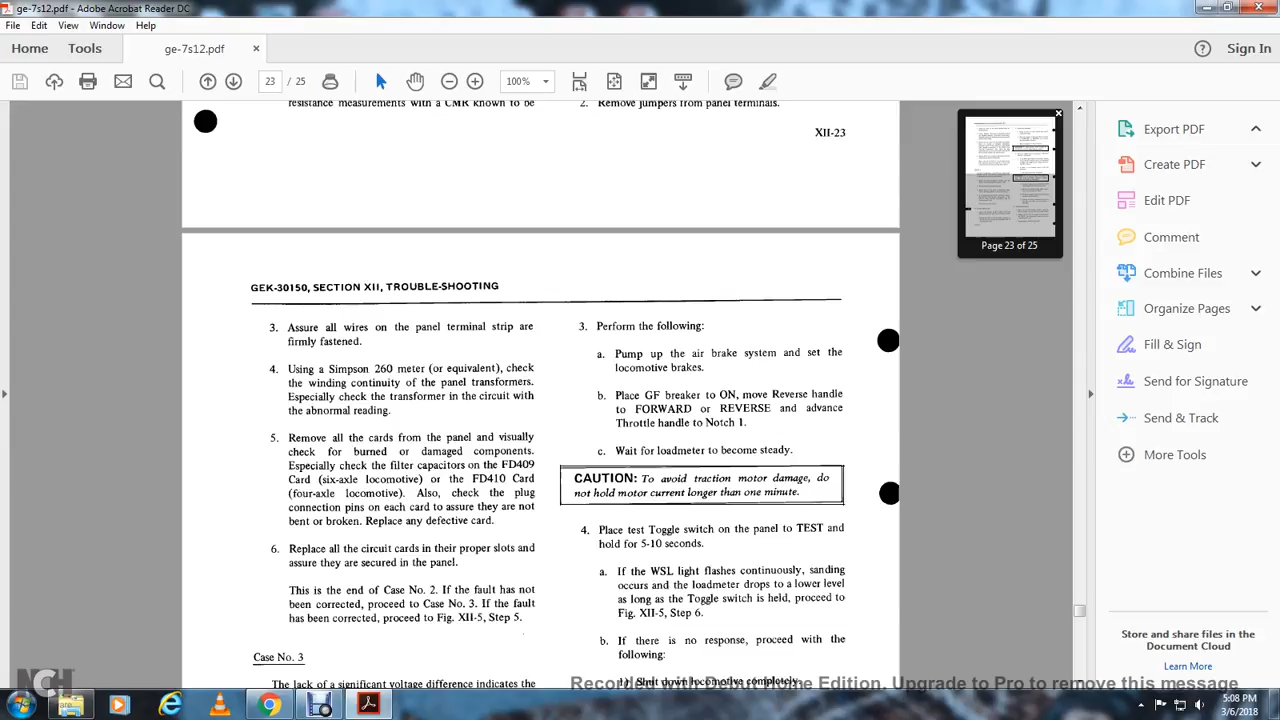 ge-7s12.pdf - Adobe Acrobat Reader DC
File Edit View Window Help
Home Tools ge-7s12.pdf × Sign In
23 / 25 100%
resistance measurements with a CMR known to be
2. Remove jumpers from panel terminals.
XII-23
GEK-30150, SECTION XII, TROUBLE-SHOOTING
3. Assure all wires on the panel terminal strip are
firmly fastened.
4. Using a Simpson 260 meter (or equivalent), check
the winding continuity of the panel transformers.
Especially check the transformer in the circuit with
the abnormal reading.
5. Remove all the cards from the panel and visually
check for burned or damaged components.
Especially check the filter capacitors on the FD409
Card (six-axle locomotive) or the FD410 Card
(four-axle locomotive). Also, check the plug
connection pins on each card to assure they are not
bent or broken. Replace any defective card.
6. Replace all the circuit cards in their proper slots and
assure they are secured in the panel.
This is the end of Case No. 2. If the fault has not
been corrected, proceed to Case No. 3. If the fault
has been corrected, proceed to Fig. XII-5, Step 5.
Case No. 3
The lack of a significant voltage difference indicates the
3. Perform the following:
a. Pump up the air brake system and set the
locomotive brakes.
b. Place GF breaker to ON, move Reverse handle
to FORWARD or REVERSE and advance
Throttle handle to Notch 1.
c. Wait for loadmeter to become steady.
CAUTION: To avoid traction motor damage, do
not hold motor current longer than one minute.
4. Place test Toggle switch on the panel to TEST and
hold for 5-10 seconds.
a. If the WSL light flashes continuously, sanding
occurs and the loadmeter drops to a lower level
as long as the Toggle switch is held, proceed to
Fig. XII-5, Step 6.
b. If there is no response, proceed with the
following:
1) Shut down locomotive completely.
Page 23 of 25
Export PDF
Create PDF
Edit PDF
Comment
Combine Files
Organize Pages
Fill & Sign
Send for Signature
Send & Track
More Tools
Store and share files in the
Document Cloud
Learn More
NCH
5:08 PM
3/6/2018